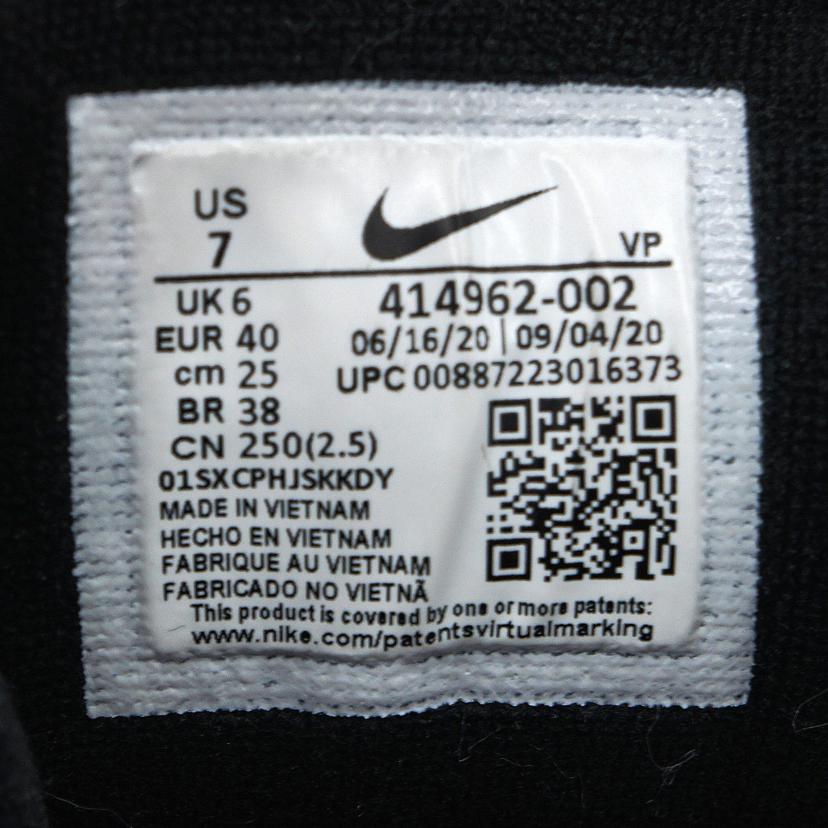 US
7
VP
UK 6
414962-002
EUR 40
06/16/20 | 09/04/20
cm 25
UPC 00887223016373
BR 38
CN 250(2.5)
01SXCPHJSKKDY
MADE IN VIETNAM
HECHO EN VIETNAM
FABRIQUE AU VIETNAM
FABRICADO NO VIETNÃ
This product is covered by one or more patents:
www.nike.com/patentsvirtualmarking